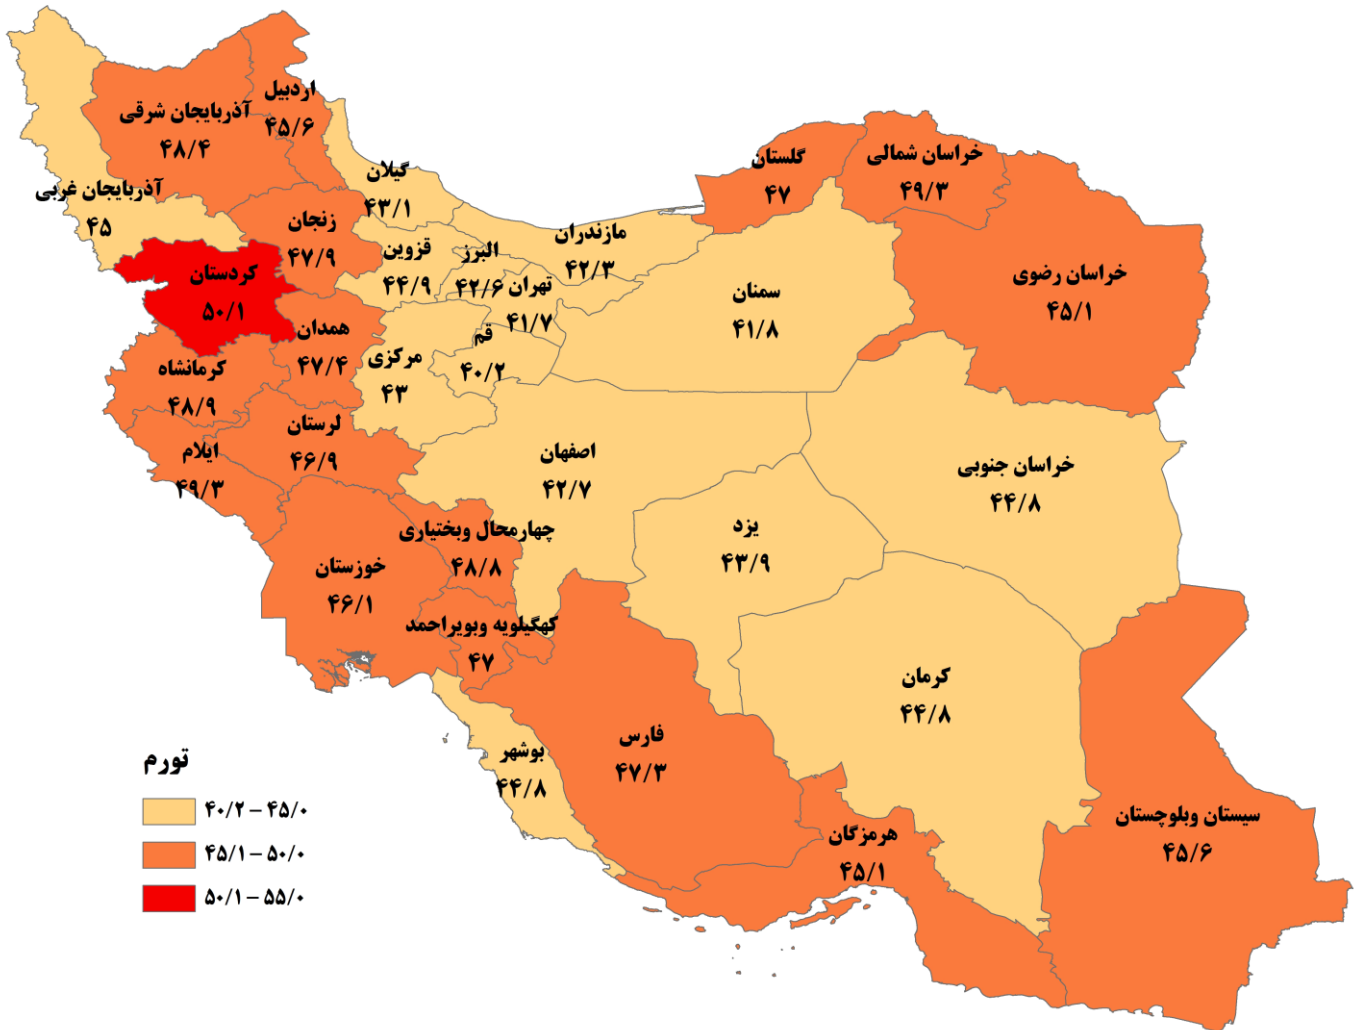 اردبیل
۴۵/۶
آذربایجان شرقی
۴۸/۴
آذربایجان غربی
۴۵
گیلان
۴۳/۱
گلستان
۴۷
خراسان شمالی
۴۹/۳
زنجان
۴۷/۹
قزوین
۴۴/۹
البرز
۴۲/۶
مازندران
۴۲/۳
تهران
۴۱/۷
سمنان
۴۱/۸
خراسان رضوی
۴۵/۱
کردستان
۵۰/۱
همدان
۴۷/۴
قم
۴۰/۲
مرکزی
۴۳
کرمانشاه
۴۸/۹
لرستان
۴۶/۹
ایلام
۴۹/۳
اصفهان
۴۲/۷
خراسان جنوبی
۴۴/۸
چهارمحال وبختیاری
۴۸/۸
یزد
۴۳/۹
خوزستان
۴۶/۱
کهگیلویه وبویراحمد
۴۷
کرمان
۴۴/۸
فارس
۴۷/۳
بوشهر
۴۴/۸
هرمزگان
۴۵/۱
سیستان وبلوچستان
۴۵/۶
تورم
۴۰/۲ – ۴۵/۰
۴۵/۱ – ۵۰/۰
۵۰/۱ – ۵۵/۰